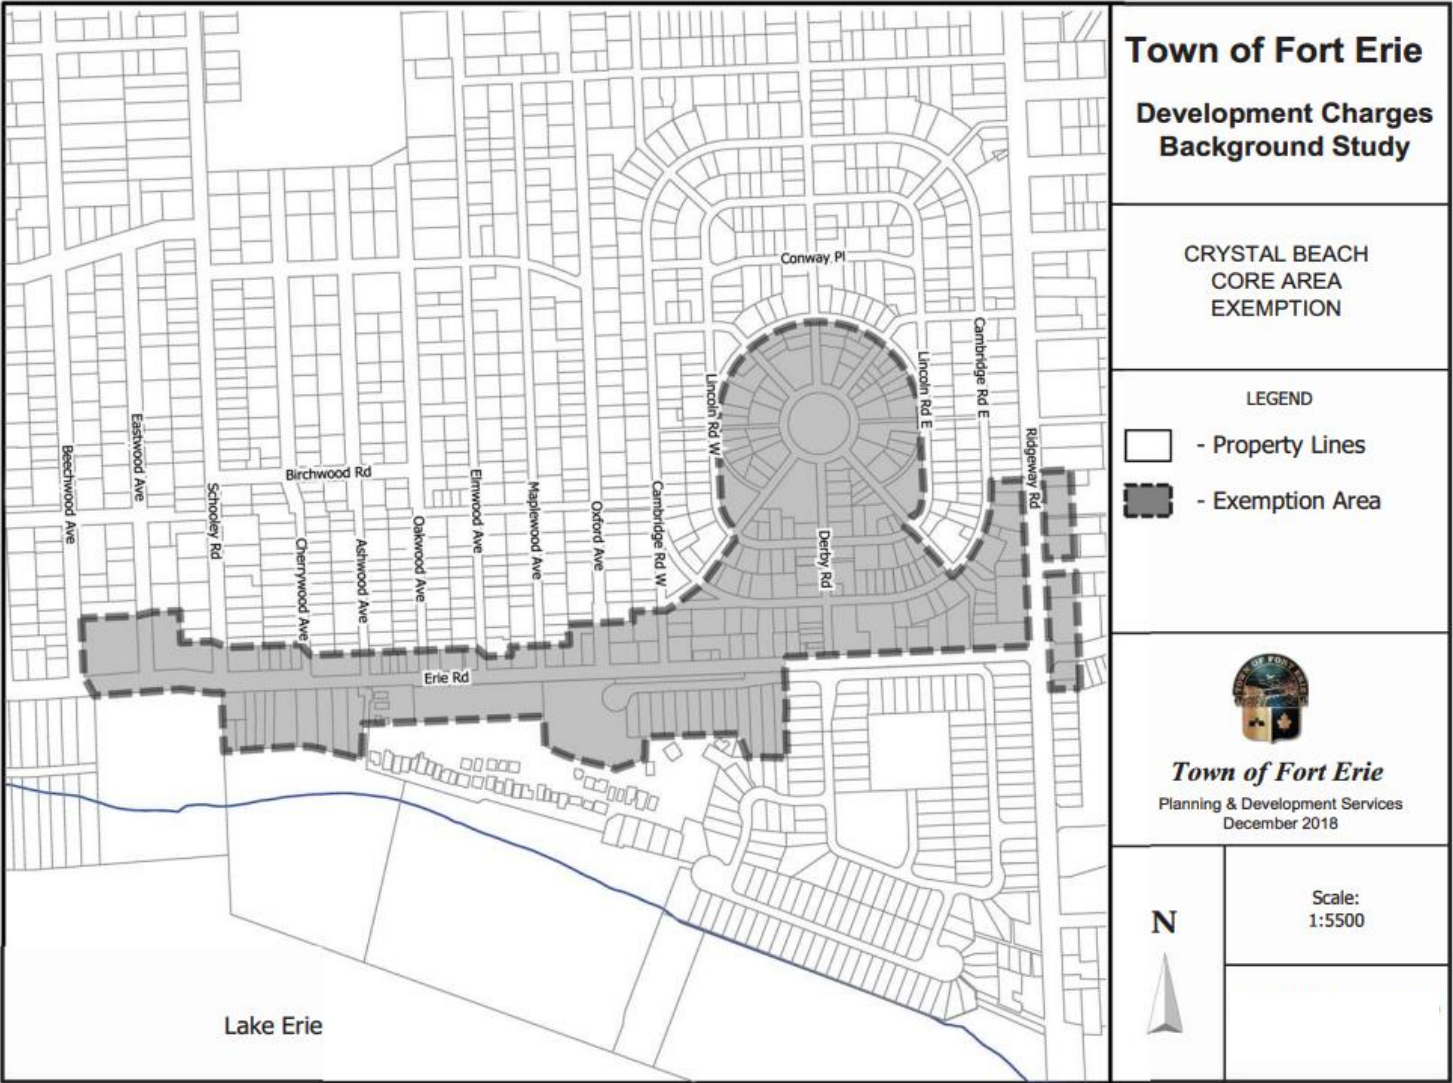 Town of Fort Erie
Development Charges
Background Study
CRYSTAL BEACH
CORE AREA
EXEMPTION
LEGEND
- Property Lines
- Exemption Area
Town of Fort Erie
Planning & Development Services
December 2018
N
Scale:
1:5500
Conway Pl
Cambridge Rd E
Lincoln Rd E
Lincoln Rd W
Ridgeway Rd
Beechwood Ave
Eastwood Ave
Schooley Rd
Birchwood Rd
Cherrywood Ave
Ashwood Ave
Oakwood Ave
Elmwood Ave
Maplewood Ave
Oxford Ave
Cambridge Rd W
Derby Rd
Erie Rd
Lake Erie